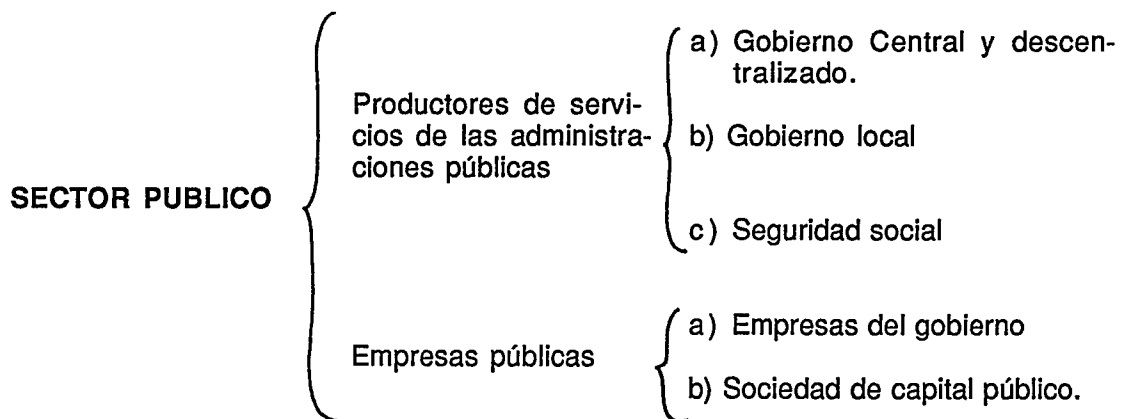 SECTOR PUBLICO
Productores de servi-
cios de las administra-
ciones públicas
a) Gobierno Central y descen-
tralizado.
b) Gobierno local
c) Seguridad social
Empresas públicas
a) Empresas del gobierno
b) Sociedad de capital público.